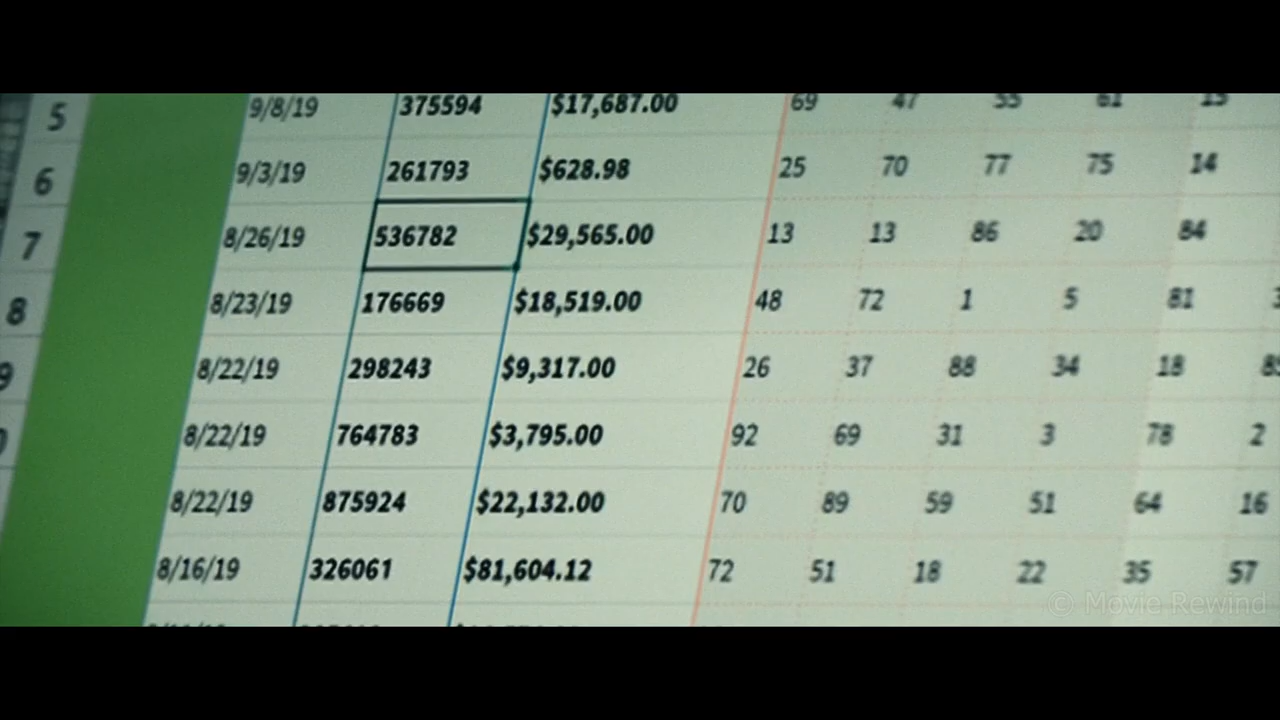 5 9/8/19 375594 $17,687.00 69 47 55 61 15
6 9/3/19 261793 $628.98 25 70 77 75 14
7 8/26/19 536782 $29,565.00 13 13 86 20 84
8 8/23/19 176669 $18,519.00 48 72 1 5 81
9 8/22/19 298243 $9,317.00 26 37 88 34 18
8/22/19 764783 $3,795.00 92 69 31 3 78 2
8/22/19 875924 $22,132.00 70 89 59 51 64 16
8/16/19 326061 $81,604.12 72 51 18 22 35 57
© Movie Rewind